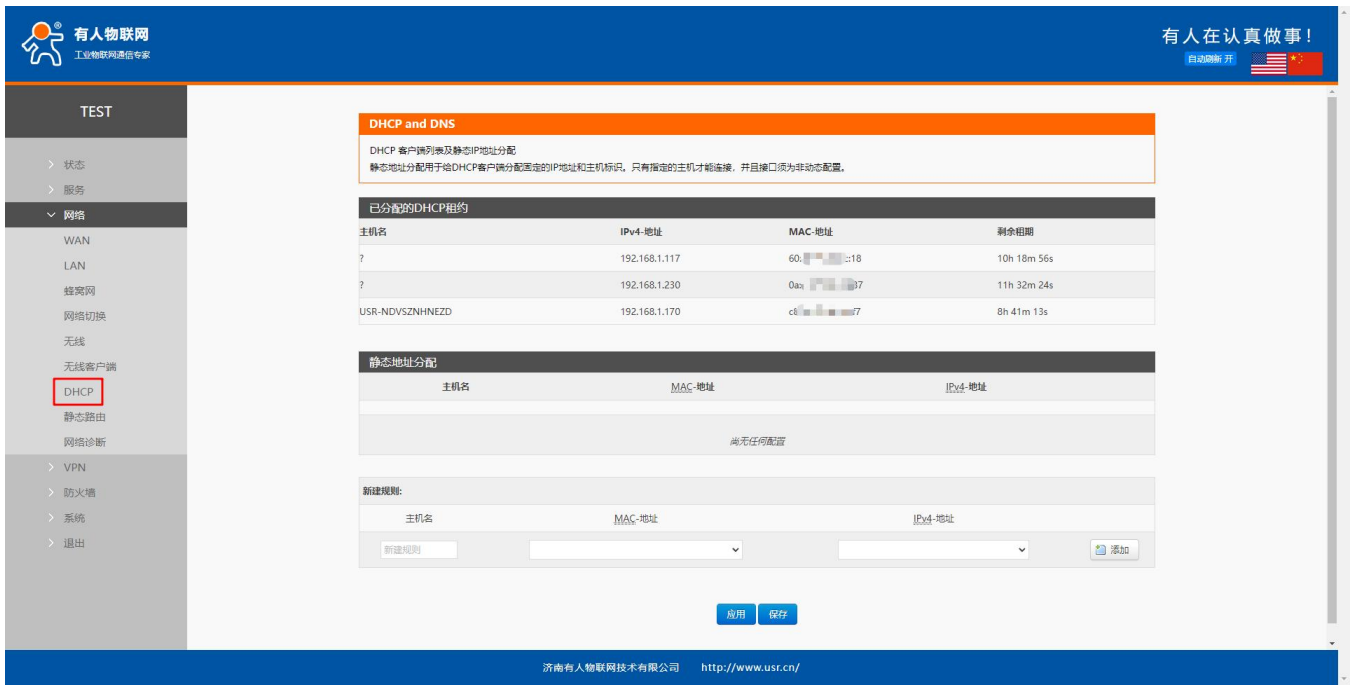 有人物联网
工业物联网通信专家
有人在认真做事!
自动刷新 开
TEST
状态
服务
网络
WAN
LAN
蜂窝网
网络切换
无线
无线客户端
DHCP
静态路由
网络诊断
VPN
防火墙
系统
退出
DHCP and DNS
DHCP 客户端列表及静态IP地址分配
静态地址分配用于给DHCP客户端分配固定的IP地址和主机标识。只有指定的主机才能连接，并且接口须为非动态配置。
已分配的DHCP租约
主机名 IPv4-地址 MAC-地址 剩余租期
? 192.168.1.117 60: :18 10h 18m 56s
? 192.168.1.230 0a: 37 11h 32m 24s
USR-NDVSZNHNEZD 192.168.1.170 c8 f7 8h 41m 13s
静态地址分配
主机名 MAC-地址 IPv4-地址
尚无任何配置
新建规则:
主机名 MAC-地址 IPv4-地址
新建规则 添加
应用 保存
济南有人物联网技术有限公司 http://www.usr.cn/